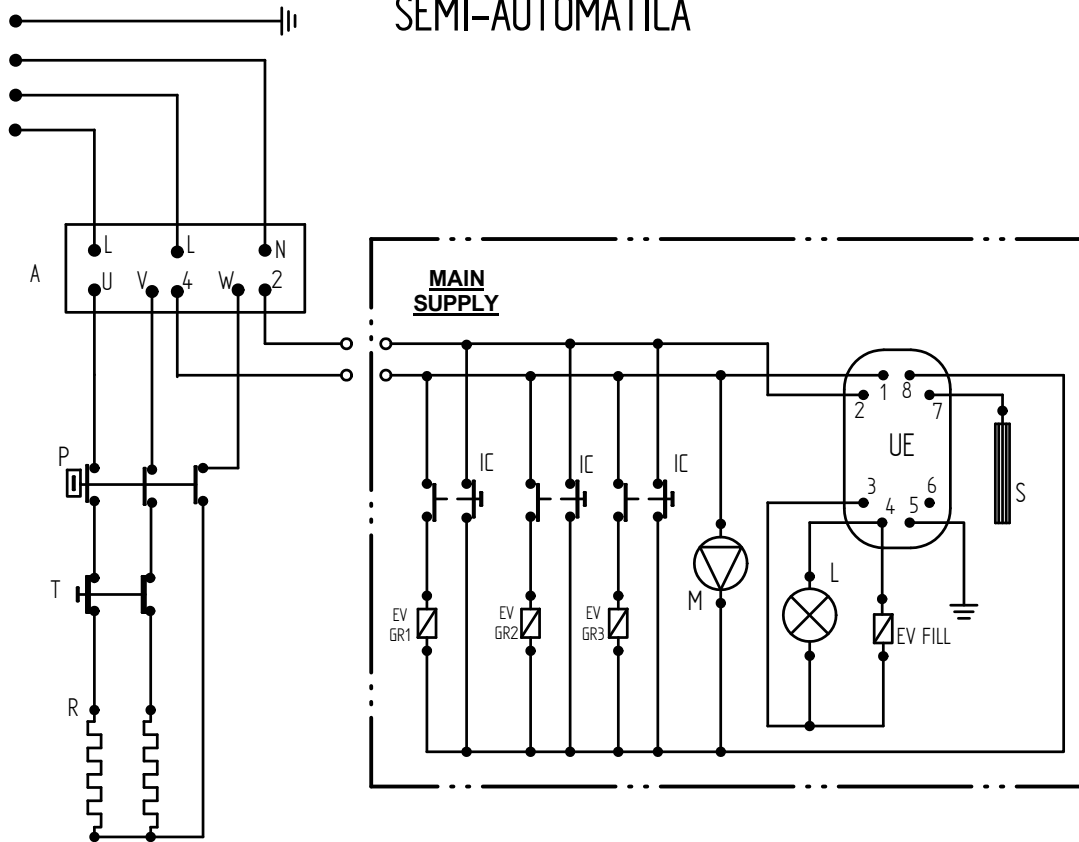 SEMI-AUTOMATILA
L L N
A
U V 4 W 2
MAIN
SUPPLY
1 8
2 7
UE
P
IC IC IC
3 6
4 5
S
T
L
M
EV
GR1
EV
GR2
EV
GR3
EV FILL
R